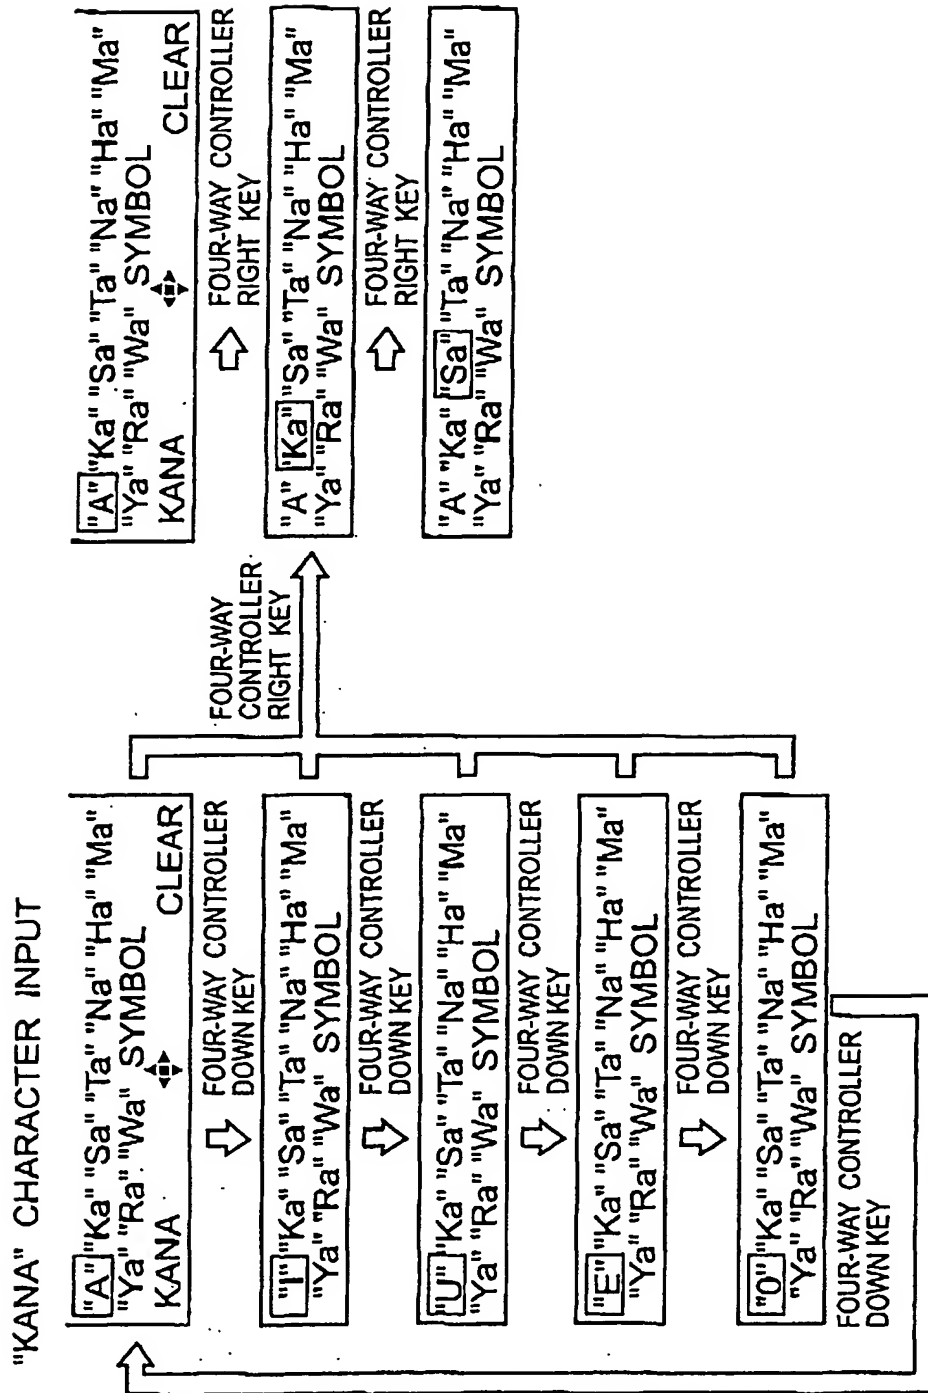 "KANA" CHARACTER INPUT
"A" "Ka" "Sa" "Ta" "Na" "Ha" "Ma"
"Ya" "Ra" "Wa" SYMBOL
KANA CLEAR
FOUR-WAY CONTROLLER
DOWN KEY
"I" "Ka" "Sa" "Ta" "Na" "Ha" "Ma"
"Ya" "Ra" "Wa" SYMBOL
FOUR-WAY CONTROLLER
DOWN KEY
"U" "Ka" "Sa" "Ta" "Na" "Ha" "Ma"
"Ya" "Ra" "Wa" SYMBOL
FOUR-WAY CONTROLLER
DOWN KEY
"E" "Ka" "Sa" "Ta" "Na" "Ha" "Ma"
"Ya" "Ra" "Wa" SYMBOL
FOUR-WAY CONTROLLER
DOWN KEY
"O" "Ka" "Sa" "Ta" "Na" "Ha" "Ma"
"Ya" "Ra" "Wa" SYMBOL
FOUR-WAY CONTROLLER
DOWN KEY
FOUR-WAY
CONTROLLER
RIGHT KEY
"A" "Ka" "Sa" "Ta" "Na" "Ha" "Ma"
"Ya" "Ra" "Wa" SYMBOL
KANA CLEAR
FOUR-WAY CONTROLLER
RIGHT KEY
"A" "Ka" "Sa" "Ta" "Na" "Ha" "Ma"
"Ya" "Ra" "Wa" SYMBOL
FOUR-WAY CONTROLLER
RIGHT KEY
"A" "Ka" "Sa" "Ta" "Na" "Ha" "Ma"
"Ya" "Ra" "Wa" SYMBOL